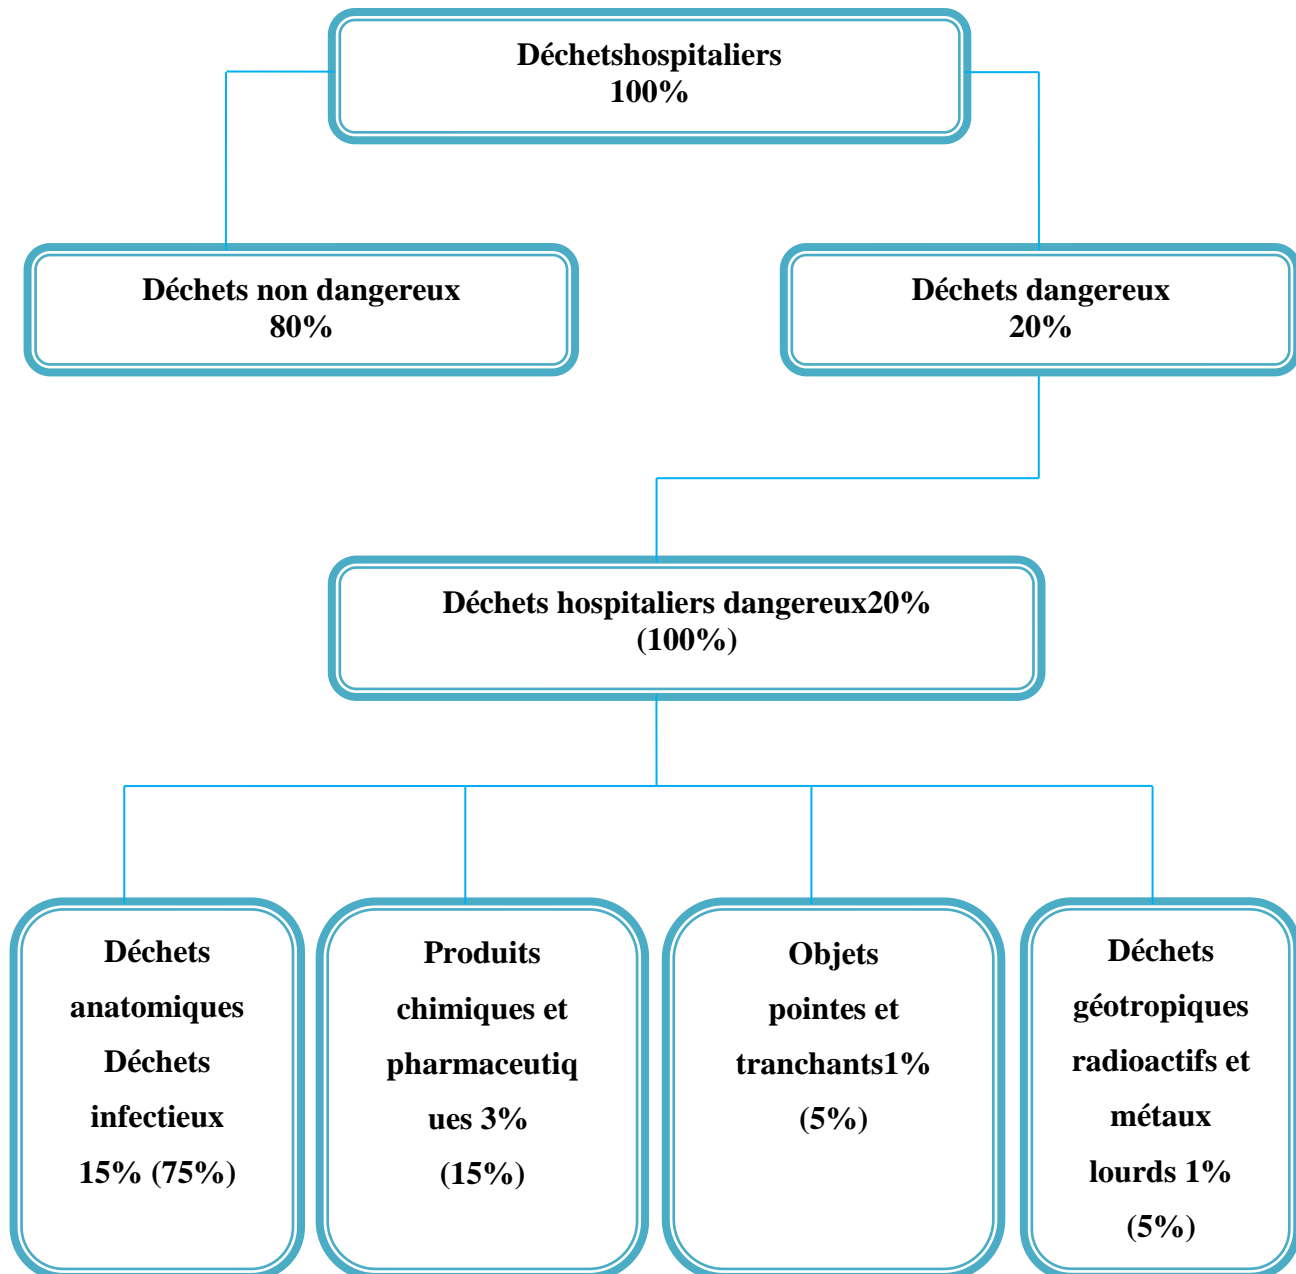 Déchetshospitaliers
100%
Déchets non dangereux
80%
Déchets dangereux
20%
Déchets hospitaliers dangereux20%
(100%)
Déchets
anatomiques
Déchets
infectieux
15% (75%)
Produits
chimiques et
pharmaceutiq
ues 3%
(15%)
Objets
pointes et
tranchants1%
(5%)
Déchets
géotropiques
radioactifs et
métaux
lourds 1%
(5%)